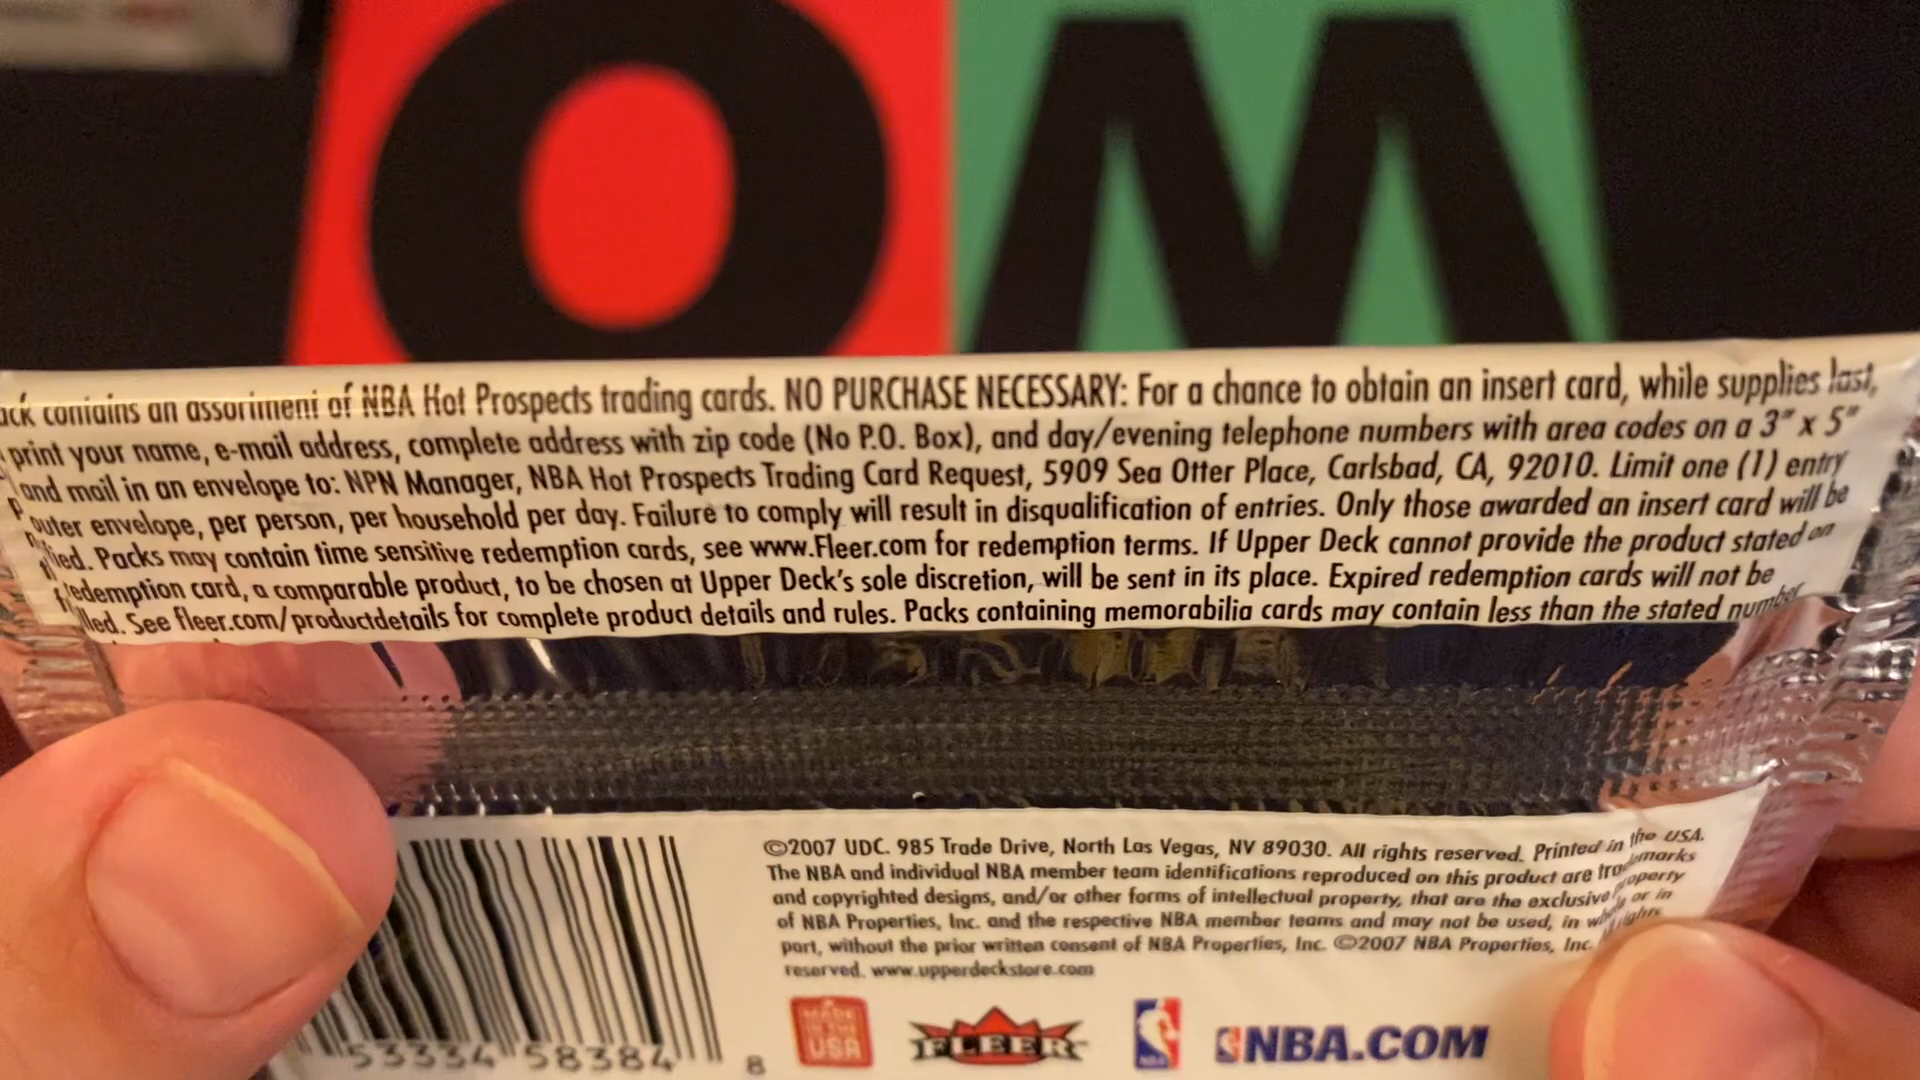 OM
contains an assortment of NBA Hot Prospects trading cards. NO PURCHASE NECESSARY: For a chance to obtain an insert card, while supplies last,
print your name, e-mail address, complete address with zip code (No P.O. Box), and day/evening telephone numbers with area codes on a 3" x 5"
and mail in an envelope to: NPN Manager, NBA Hot Prospects Trading Card Request, 5909 Sea Otter Place, Carlsbad, CA, 92010. Limit one (1) entry
outer envelope, per person, per household per day. Failure to comply will result in disqualification of entries. Only those awarded an insert card will be
Packs may contain time sensitive redemption cards, see www.Fleer.com for redemption terms. If Upper Deck cannot provide the product stated on
redemption card, a comparable product, to be chosen at Upper Deck's sole discretion, will be sent in its place. Expired redemption cards will not be
See fleer.com/productdetails for complete product details and rules. Packs containing memorabilia cards may contain less than the stated number
©2007 UDC. 985 Trade Drive, North Las Vegas, NV 89030. All rights reserved. Printed in the USA.
The NBA and individual NBA member team identifications reproduced on this product are trademarks
and copyrighted designs, and/or other forms of intellectual property, that are the exclusive property
of NBA Properties, Inc. and the respective NBA member teams and may not be used, in whole or in
part, without the prior written consent of NBA Properties, Inc. ©2007 NBA Properties, Inc. rights
reserved. www.upperdeckstore.com
MADE IN THE USA
FLEER
NBA
NBA.COM
53334 58384 8